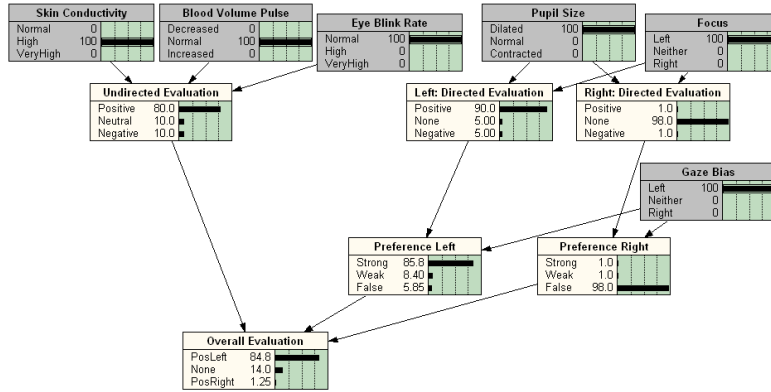 Skin Conductivity
Normal 0
High 100
VeryHigh 0
Blood Volume Pulse
Decreased 0
Normal 100
Increased 0
Eye Blink Rate
Normal 100
High 0
VeryHigh 0
Pupil Size
Dilated 100
Normal 0
Contracted 0
Focus
Left 100
Neither 0
Right 0
Undirected Evaluation
Positive 80.0
Neutral 10.0
Negative 10.0
Left: Directed Evaluation
Positive 90.0
None 5.00
Negative 5.00
Right: Directed Evaluation
Positive 1.0
None 98.0
Negative 1.0
Gaze Bias
Left 100
Neither 0
Right 0
Preference Left
Strong 85.8
Weak 8.40
False 5.85
Preference Right
Strong 1.0
Weak 1.0
False 98.0
Overall Evaluation
PosLeft 84.8
None 14.0
PosRight 1.25